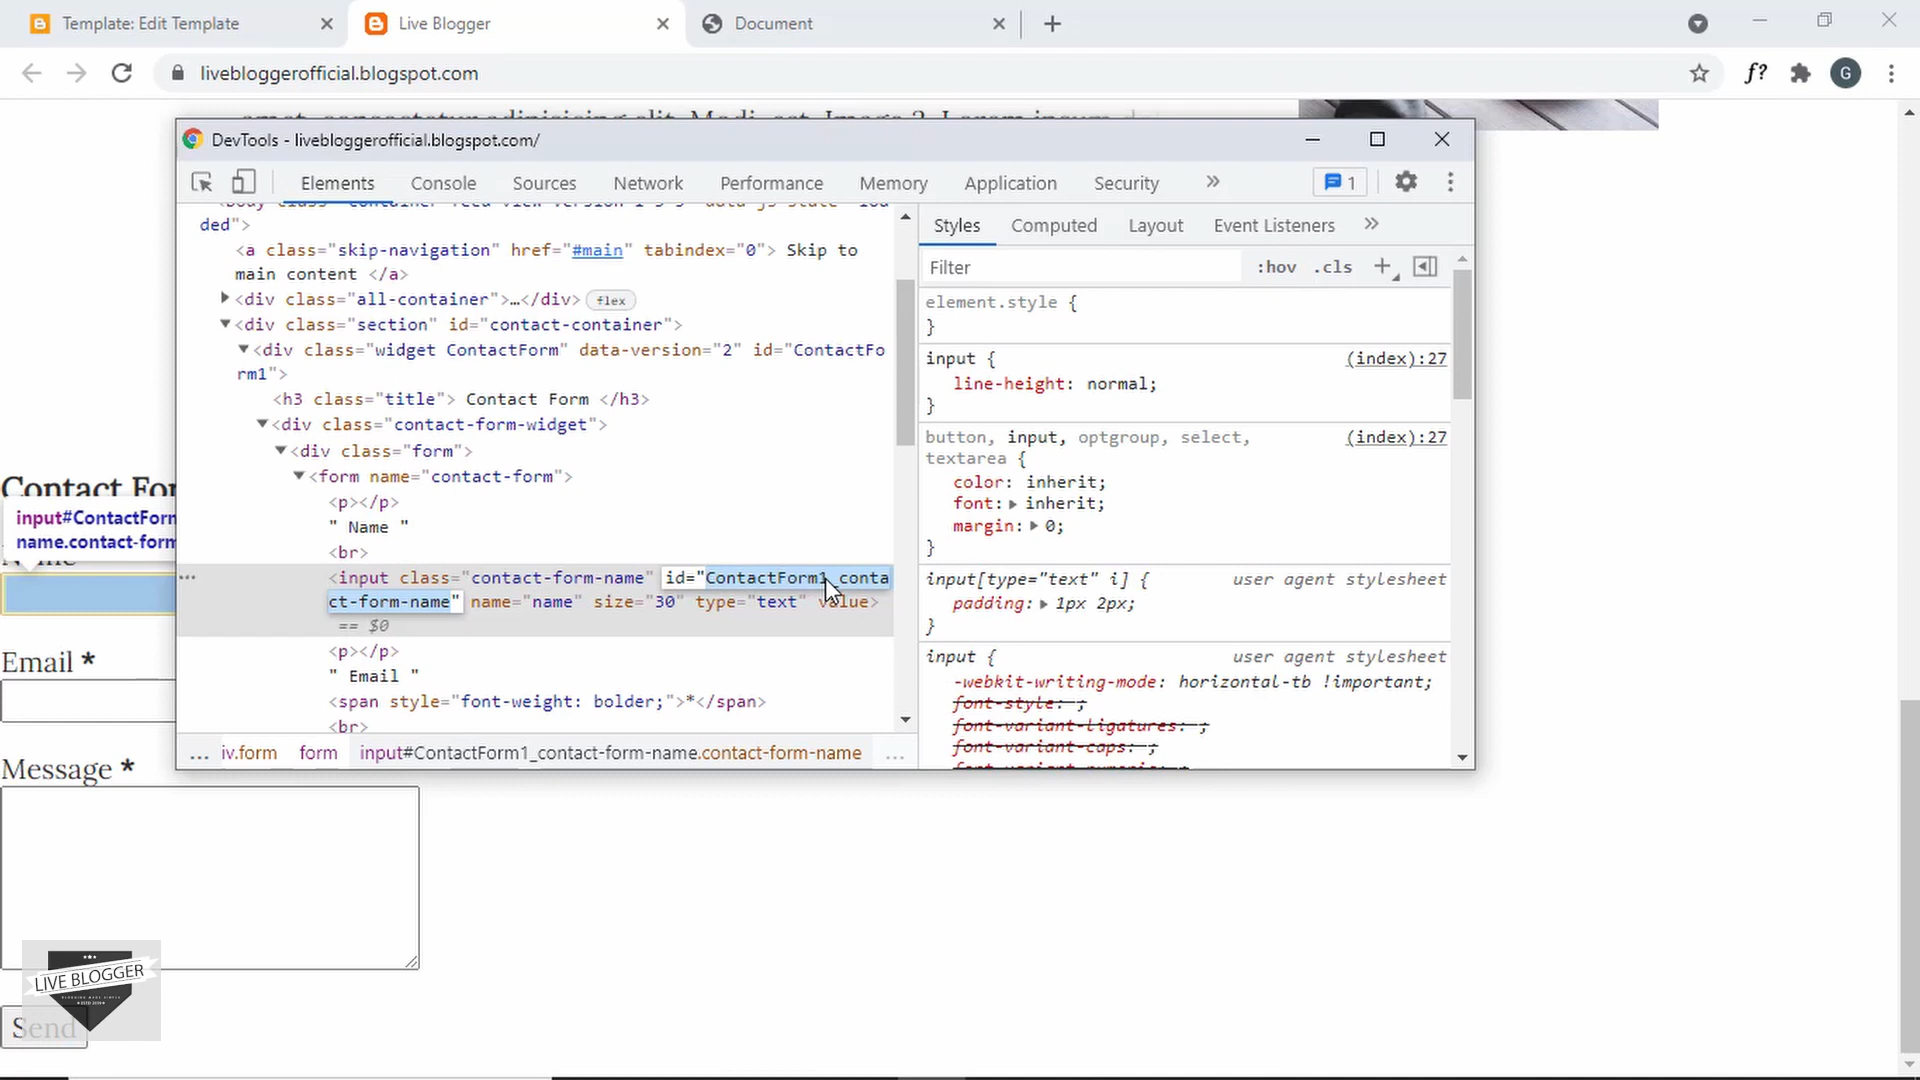 Template: Edit Template
Live Blogger
Document
livebloggerofficial.blogspot.com
f?
G
DevTools - livebloggerofficial.blogspot.com/
Elements Console Sources Network Performance Memory Application Security 1
ded">
<a class="skip-navigation" href="#main" tabindex="0"> Skip to
main content </a>
<div class="all-container">…</div> flex
<div class="section" id="contact-container">
<div class="widget ContactForm" data-version="2" id="ContactFo
rm1">
<h3 class="title"> Contact Form </h3>
<div class="contact-form-widget">
<div class="form">
<form name="contact-form">
<p></p>
" Name "
<br>
<input class="contact-form-name" id="ContactForm1_conta
ct-form-name" name="name" size="30" type="text" value>
== $0
<p></p>
" Email "
<span style="font-weight: bolder;">*</span>
<br>
... iv.form form input#ContactForm1_contact-form-name.contact-form-name ...
Styles Computed Layout Event Listeners
Filter :hov .cls
element.style {
}
input { (index):27
line-height: normal;
}
button, input, optgroup, select, (index):27
textarea {
color: inherit;
font: inherit;
margin: 0;
}
input[type="text" i] { user agent stylesheet
padding: 1px 2px;
}
input { user agent stylesheet
-webkit-writing-mode: horizontal-tb !important;
font-style: ;
font-variant-ligatures: ;
font-variant-caps: ;
Contact For
input#ContactForm
name.contact-form
Email *
Message *
LIVE BLOGGER
Send